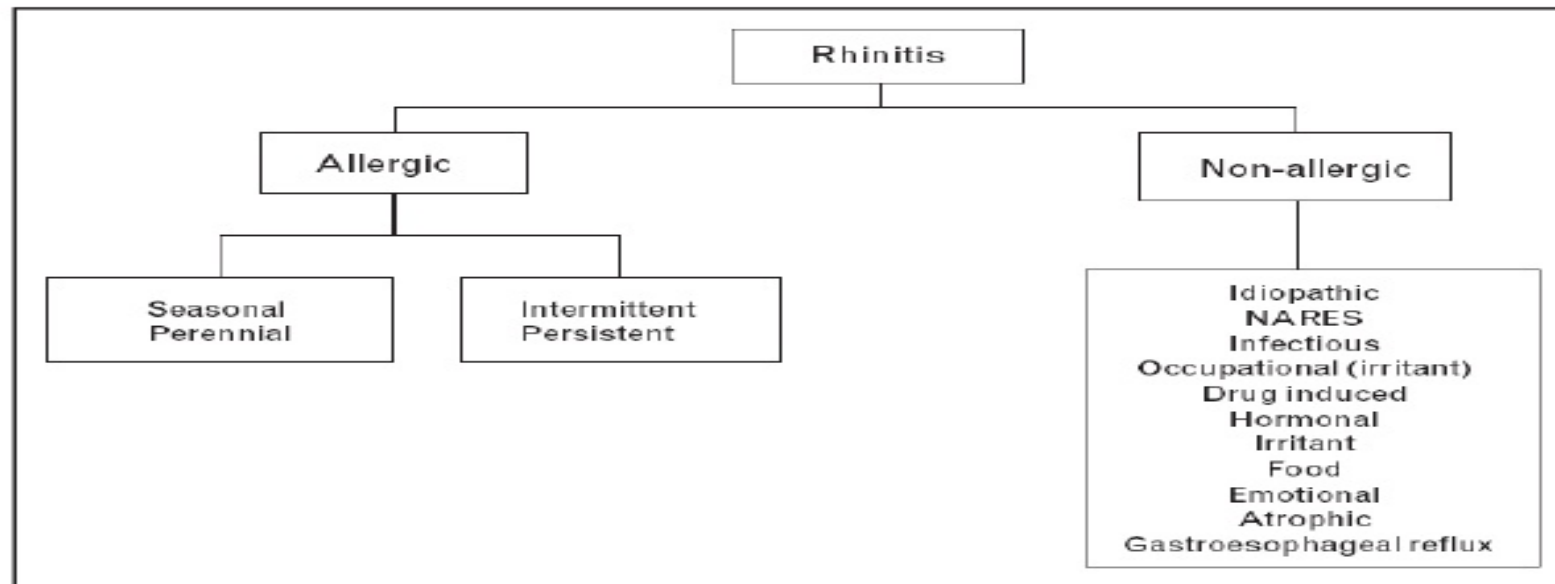 Rhinitis
Allergic
Non-allergic
Seasonal
Perennial
Intermittent
Persistent
Idiopathic
NARES
Infectious
Occupational (irritant)
Drug induced
Hormonal
Irritant
Food
Emotional
Atrophic
Gastroesophageal reflux